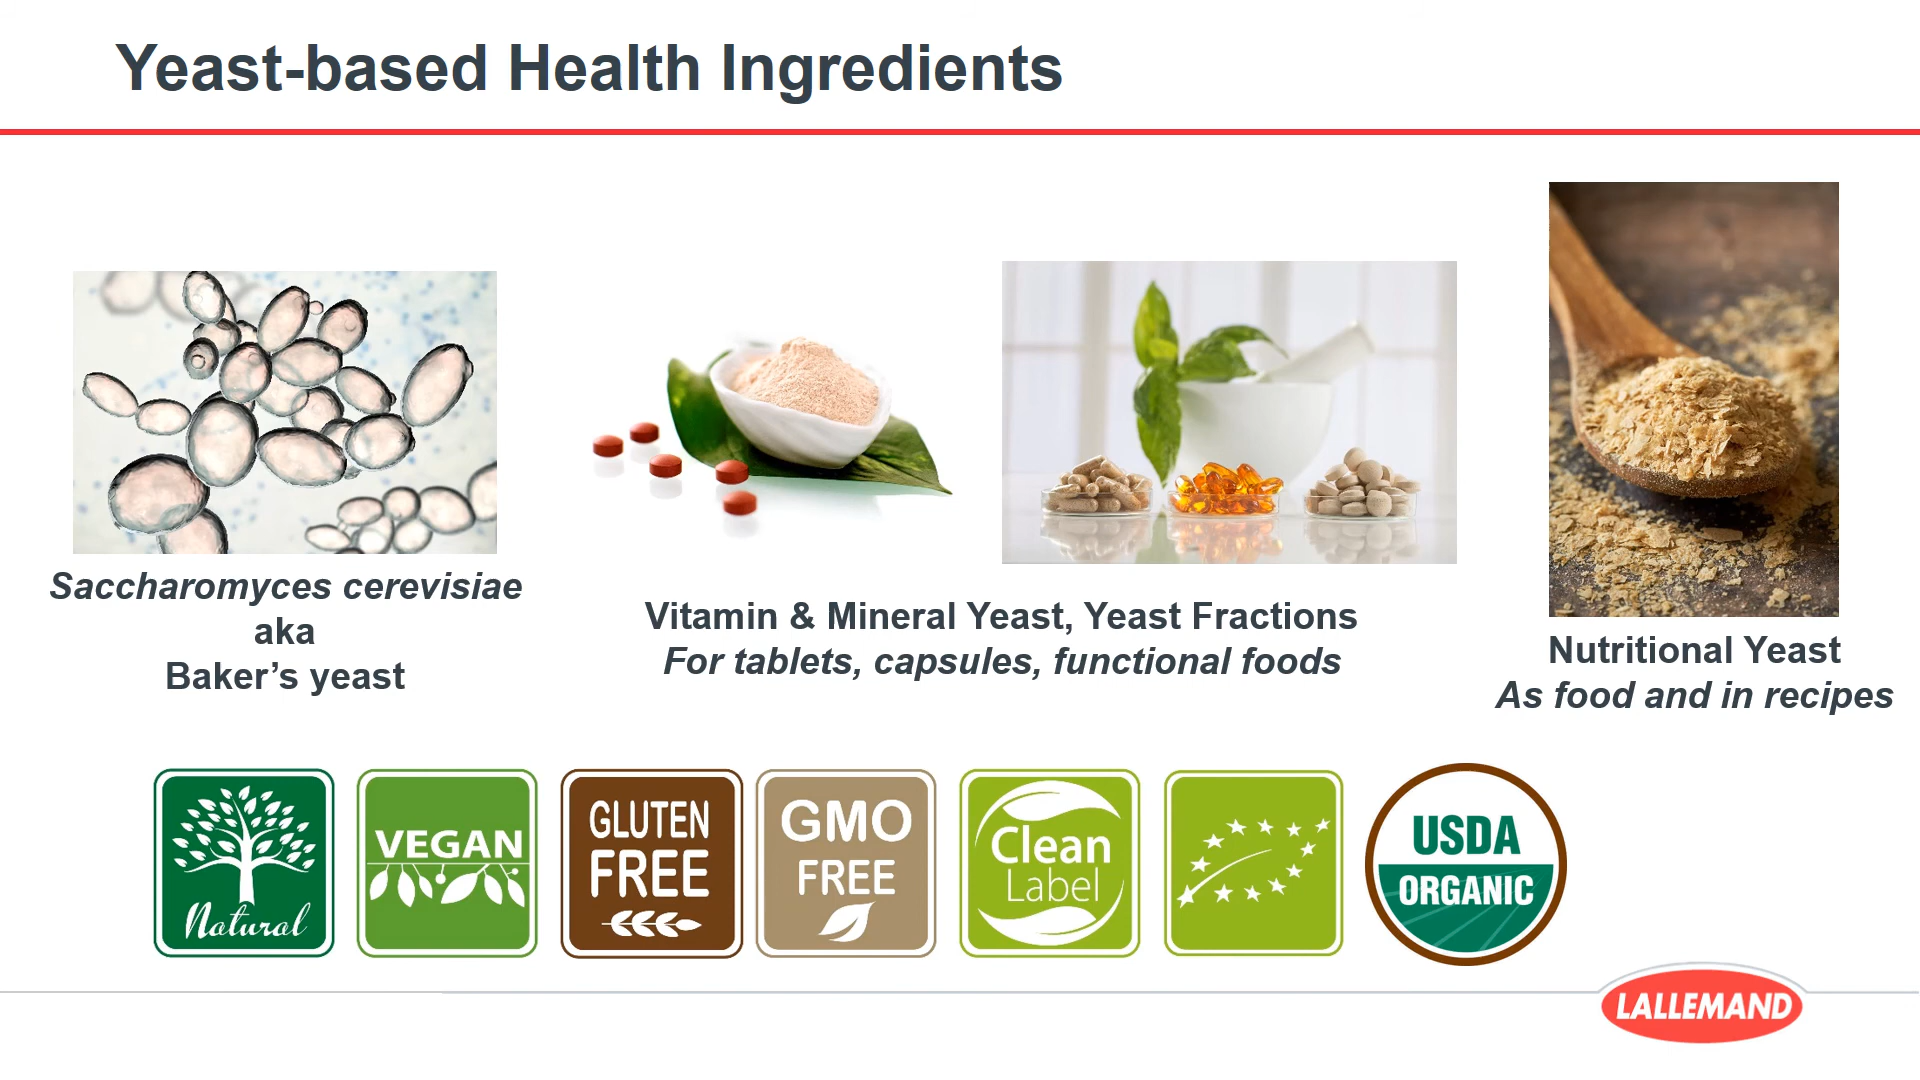 Yeast-based Health Ingredients
Saccharomyces cerevisiae
aka
Baker’s yeast
Vitamin & Mineral Yeast, Yeast Fractions
For tablets, capsules, functional foods
Nutritional Yeast
As food and in recipes
Natural
VEGAN
GLUTEN
FREE
GMO
FREE
Clean
Label
USDA
ORGANIC
LALLEMAND